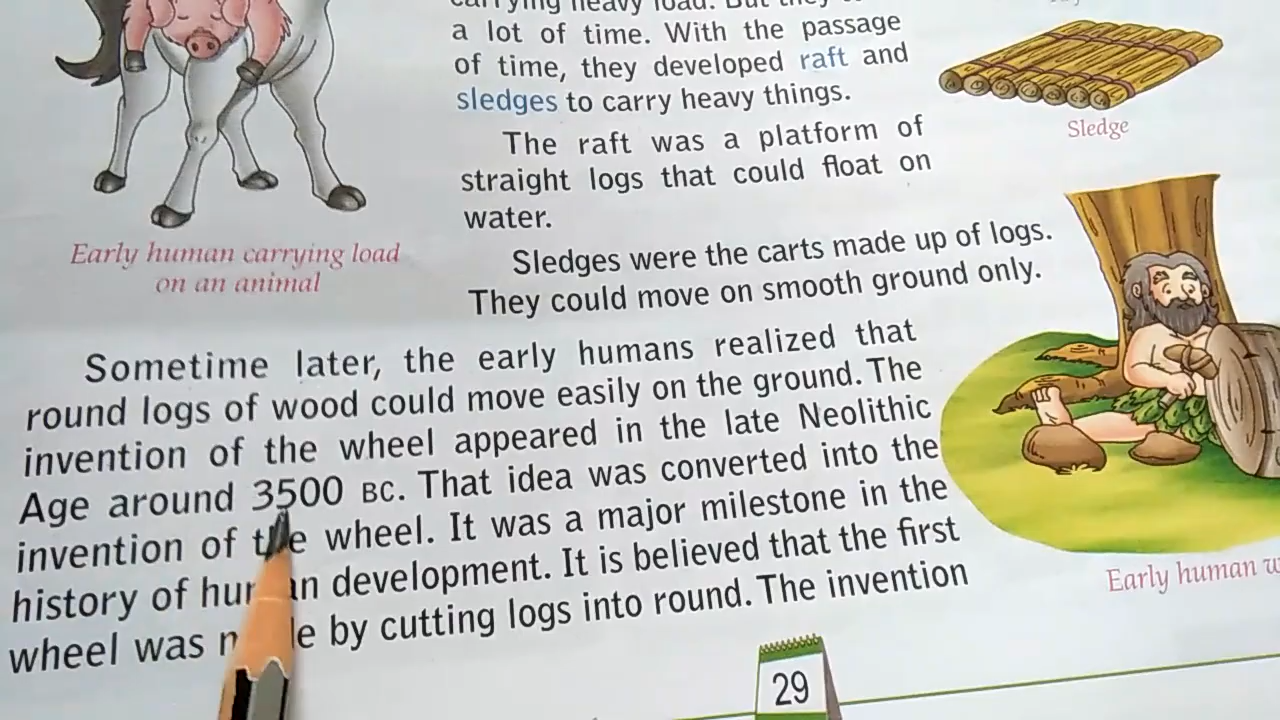 carrying heavy load. But they
a lot of time. With the passage
of time, they developed raft and
sledges to carry heavy things.
The raft was a platform of
straight logs that could float on
water.
Sledges were the carts made up of logs.
They could move on smooth ground only.
Sledge
Early human carrying load
on an animal
Sometime later, the early humans realized that
round logs of wood could move easily on the ground. The
invention of the wheel appeared in the late Neolithic
Age around 3500 BC. That idea was converted into the
invention of the wheel. It was a major milestone in the
history of human development. It is believed that the first
wheel was made by cutting logs into round. The invention
Early human w
29